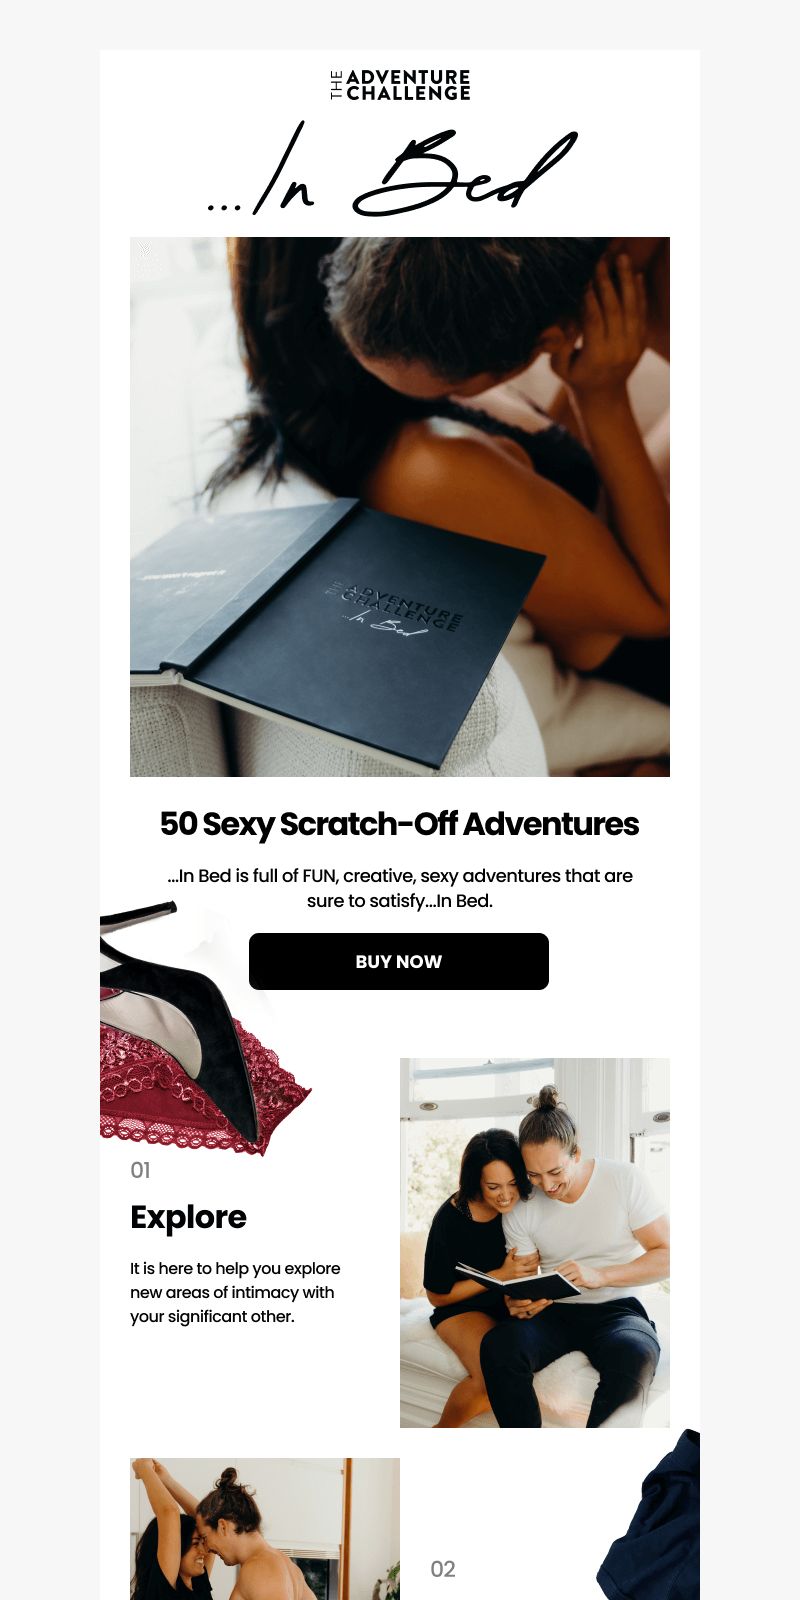 THE ADVENTURE
CHALLENGE
...In Bed
THE ADVENTURE
CHALLENGE
...In Bed
50 Sexy Scratch-Off Adventures
...In Bed is full of FUN, creative, sexy adventures that are
sure to satisfy...In Bed.
BUY NOW
01
Explore
It is here to help you explore
new areas of intimacy with
your significant other.
02